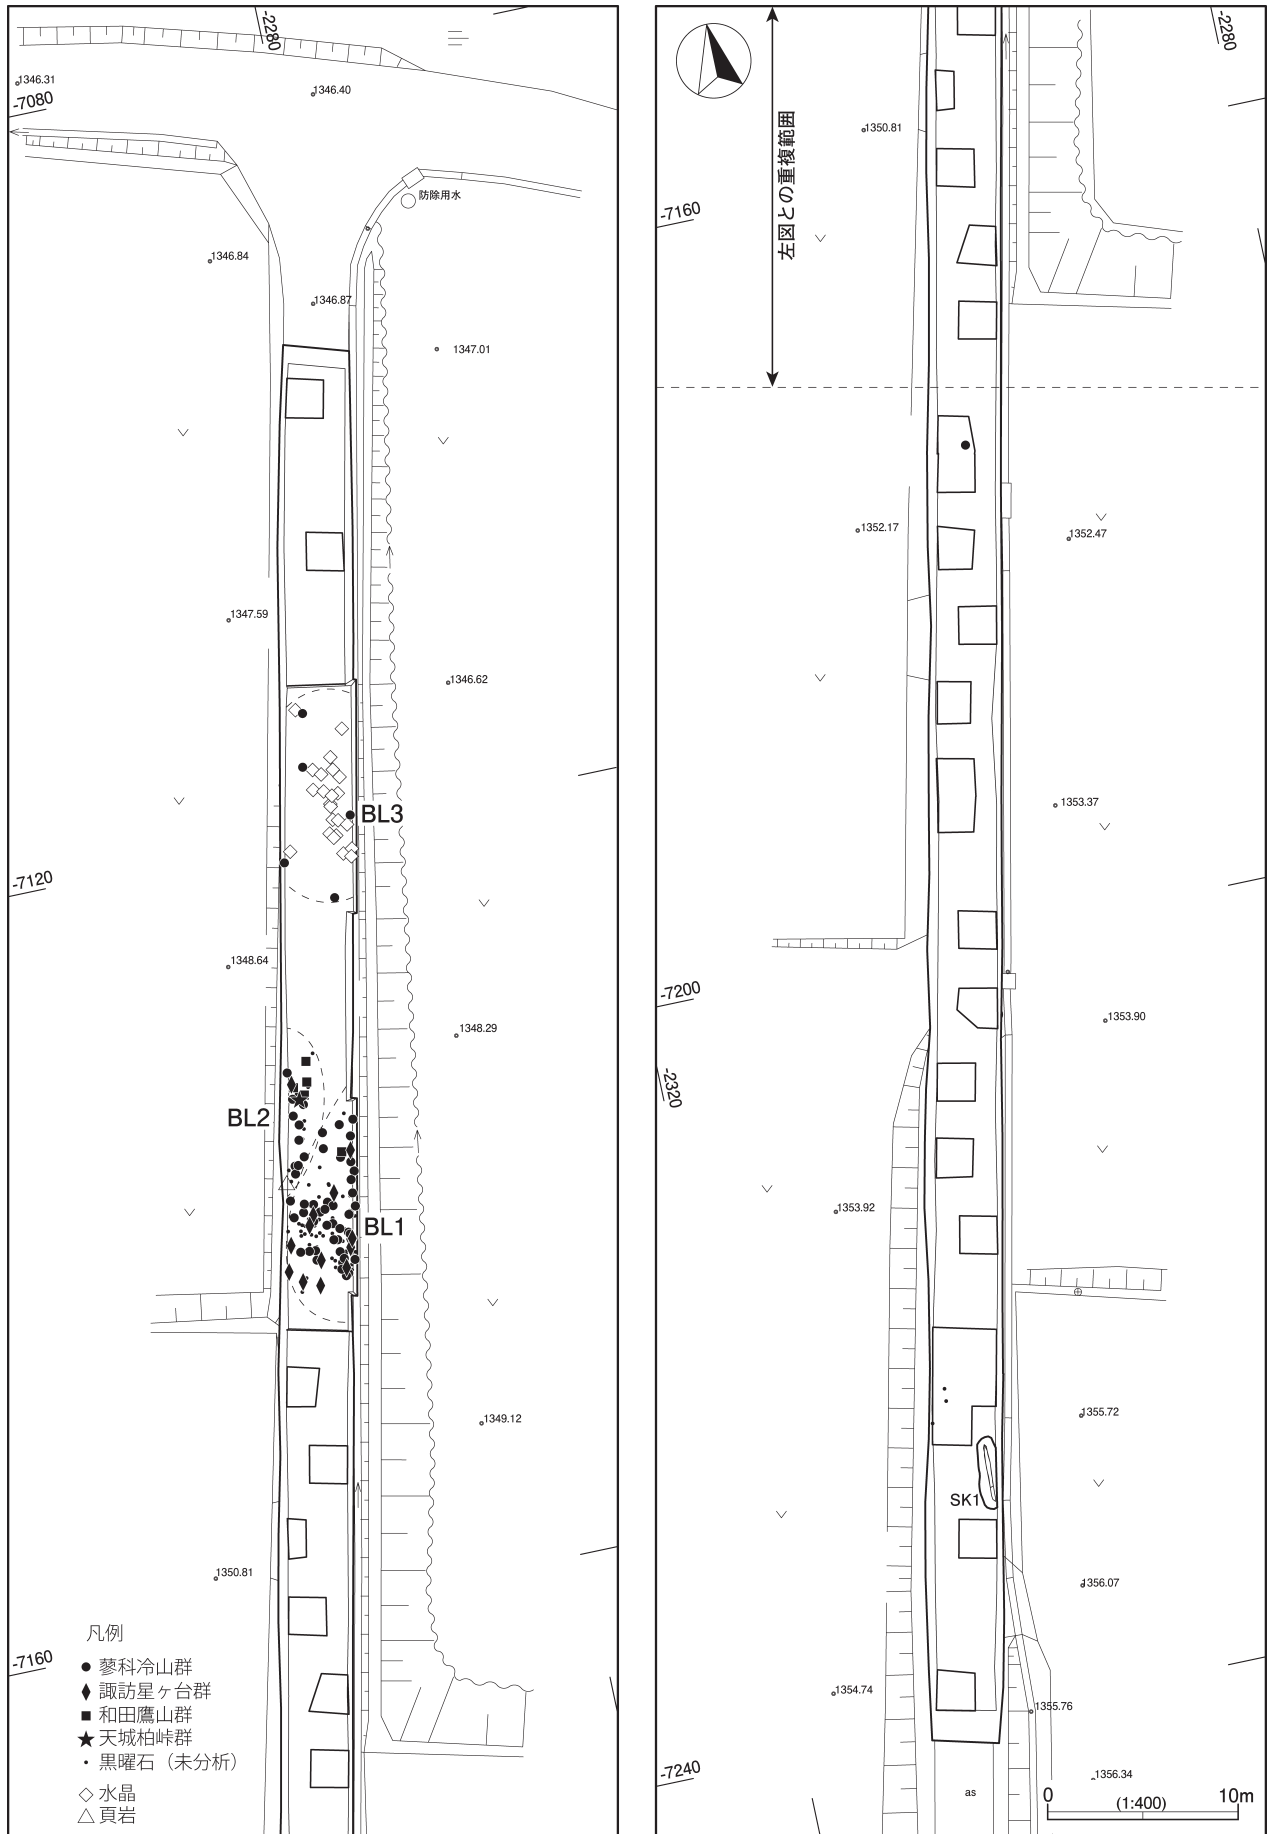 -2280
1346.31
-7080
1346.40
防除用水
1346.84
1346.87
1347.01
1347.59
1346.62
BL3
-7120
1348.64
1348.29
BL2
BL1
1349.12
1350.81
凡例
-7160
● 蓼科冷山群
♦ 諏訪星ヶ台群
■ 和田鷹山群
★ 天城柏峠群
・ 黒曜石（未分析）
◇ 水晶
△ 頁岩
-2280
左図との重複範囲
1350.81
-7160
1352.17
1352.47
1353.37
-7200
1353.90
-2320
1353.92
1355.72
SK1
1356.07
1354.74
1355.76
-7240
1356.34
as
0 (1:400) 10m